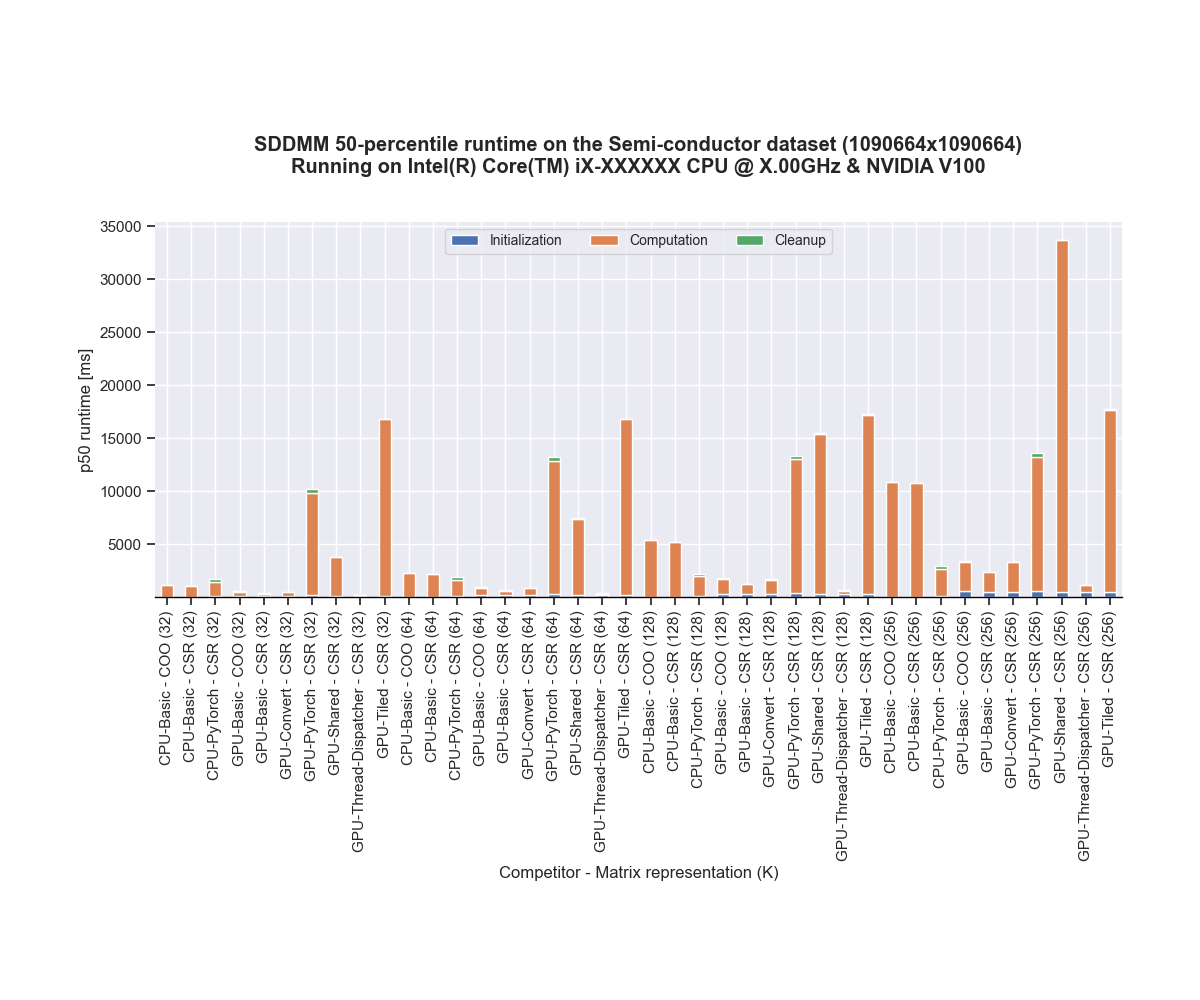 SDDMM 50-percentile runtime on the Semi-conductor dataset (1090664x1090664)
Running on Intel(R) Core(TM) iX-XXXXXX CPU @ X.00GHz & NVIDIA V100
Initialization
Computation
Cleanup
35000
30000
25000
20000
15000
10000
5000
p50 runtime [ms]
CPU-Basic - COO (32)
CPU-Basic - CSR (32)
CPU-PyTorch - CSR (32)
GPU-Basic - COO (32)
GPU-Basic - CSR (32)
GPU-Convert - CSR (32)
GPU-PyTorch - CSR (32)
GPU-Shared - CSR (32)
GPU-Thread-Dispatcher - CSR (32)
GPU-Tiled - CSR (32)
CPU-Basic - COO (64)
CPU-Basic - CSR (64)
CPU-PyTorch - CSR (64)
GPU-Basic - COO (64)
GPU-Basic - CSR (64)
GPU-Convert - CSR (64)
GPU-PyTorch - CSR (64)
GPU-Shared - CSR (64)
GPU-Thread-Dispatcher - CSR (64)
GPU-Tiled - CSR (64)
CPU-Basic - COO (128)
CPU-Basic - CSR (128)
CPU-PyTorch - CSR (128)
GPU-Basic - COO (128)
GPU-Basic - CSR (128)
GPU-Convert - CSR (128)
GPU-PyTorch - CSR (128)
GPU-Shared - CSR (128)
GPU-Thread-Dispatcher - CSR (128)
GPU-Tiled - CSR (128)
CPU-Basic - COO (256)
CPU-Basic - CSR (256)
CPU-PyTorch - CSR (256)
GPU-Basic - COO (256)
GPU-Basic - CSR (256)
GPU-Convert - CSR (256)
GPU-PyTorch - CSR (256)
GPU-Shared - CSR (256)
GPU-Thread-Dispatcher - CSR (256)
GPU-Tiled - CSR (256)
Competitor - Matrix representation (K)